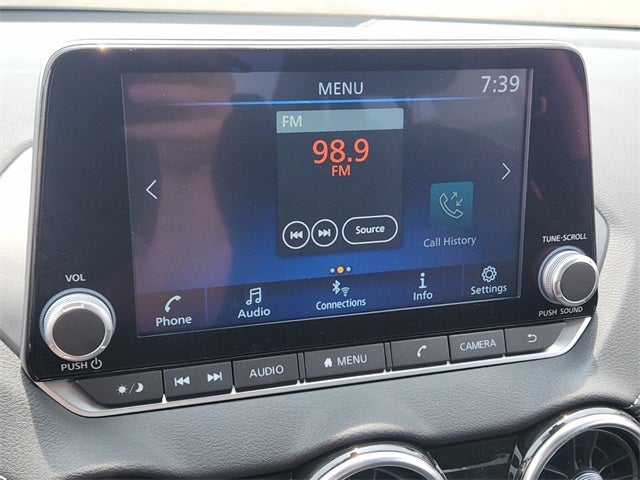 MENU
7:39
FM
98.9
FM
Source
Call History
Phone
Audio
Connections
Info
Settings
VOL
PUSH
TUNE·SCROLL
PUSH SOUND
AUDIO
MENU
CAMERA